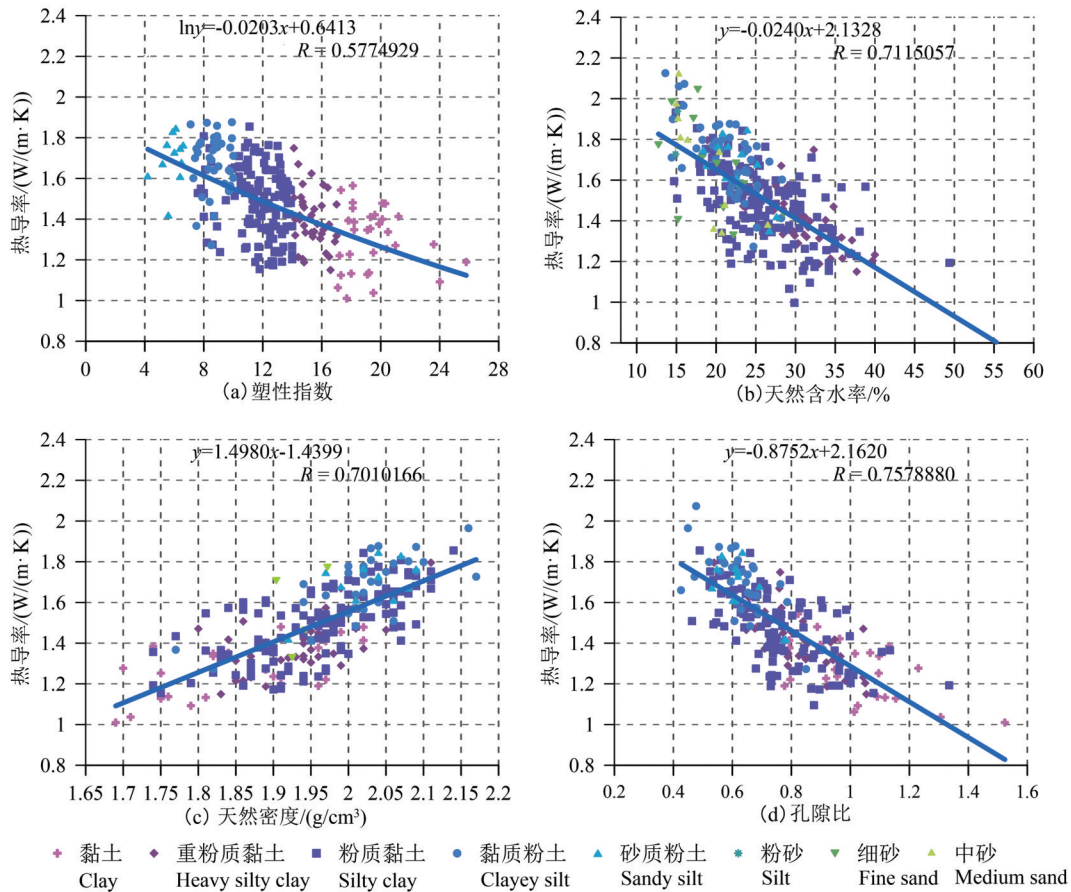 lny=-0.0203x+0.6413
R = 0.5774929
热导率/(W/(m·K))
2.4
2.2
2
1.8
1.6
1.4
1.2
1
0.8
0 4 8 12 16 20 24 28
(a)塑性指数
y=-0.0240x+2.1328
R = 0.7115057
热导率/(W/(m·K))
2.4
2.2
2
1.8
1.6
1.4
1.2
1
0.8
10 15 20 25 30 35 40 45 50 55 60
(b)天然含水率/%
y=1.4980x-1.4399
R = 0.7010166
热导率/(W/(m·K))
2.4
2.2
2
1.8
1.6
1.4
1.2
1
0.8
1.65 1.7 1.75 1.8 1.85 1.9 1.95 2 2.05 2.1 2.15 2.2
(c)天然密度/(g/cm³)
y=-0.8752x+2.1620
R = 0.7578880
热导率/(W/(m·K))
2.4
2.2
2
1.8
1.6
1.4
1.2
1
0.8
0.2 0.4 0.6 0.8 1 1.2 1.4 1.6
(d)孔隙比
黏土 重粉质黏土 粉质黏土 黏质粉土 砂质粉土 粉砂 细砂 中砂
Clay Heavy silty clay Silty clay Clayey silt Sandy silt Silt Fine sand Medium sand